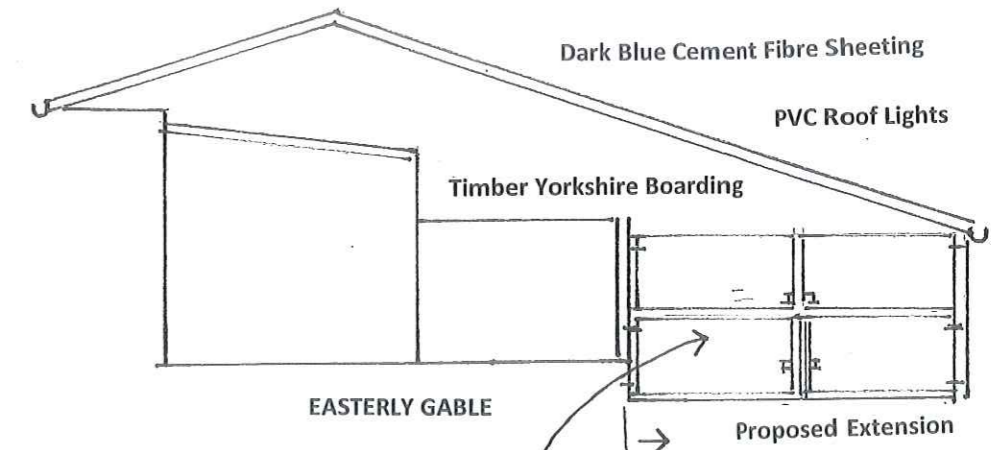 Dark Blue Cement Fibre Sheeting
PVC Roof Lights
Timber Yorkshire Boarding
EASTERLY GABLE
Proposed Extension